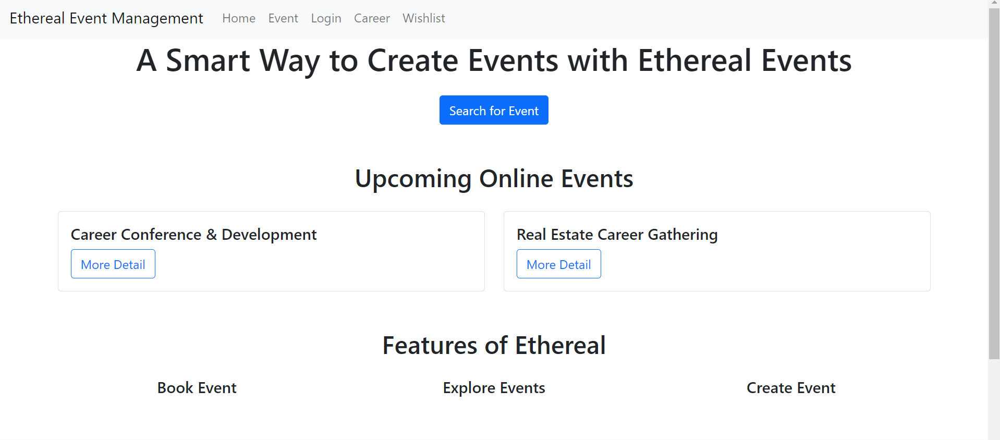 Ethereal Event Management Home Event Login Career Wishlist
A Smart Way to Create Events with Ethereal Events
Search for Event
Upcoming Online Events
Career Conference & Development
More Detail
Real Estate Career Gathering
More Detail
Features of Ethereal
Book Event
Explore Events
Create Event